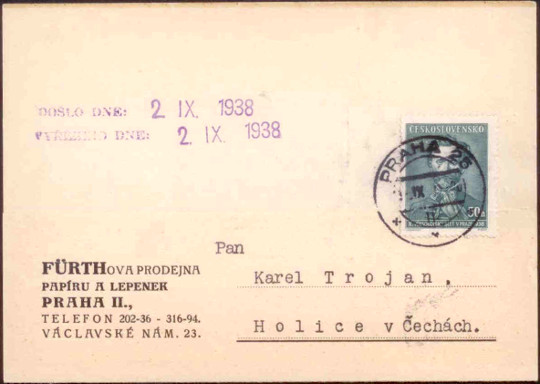 DOŠLO DNE: 2. IX. 1938
VYŘÍZENO DNE: 2. IX. 1938
ČESKOSLOVENSKO
PRAHA 25
IX
50h
Pan
FÜRTHOVA PRODEJNA
PAPÍRU A LEPENEK
PRAHA II.,
TELEFON 202-36 - 316-94.
VÁCLAVSKÉ NÁM. 23.
Karel Trojan,
Holice v Čechách.